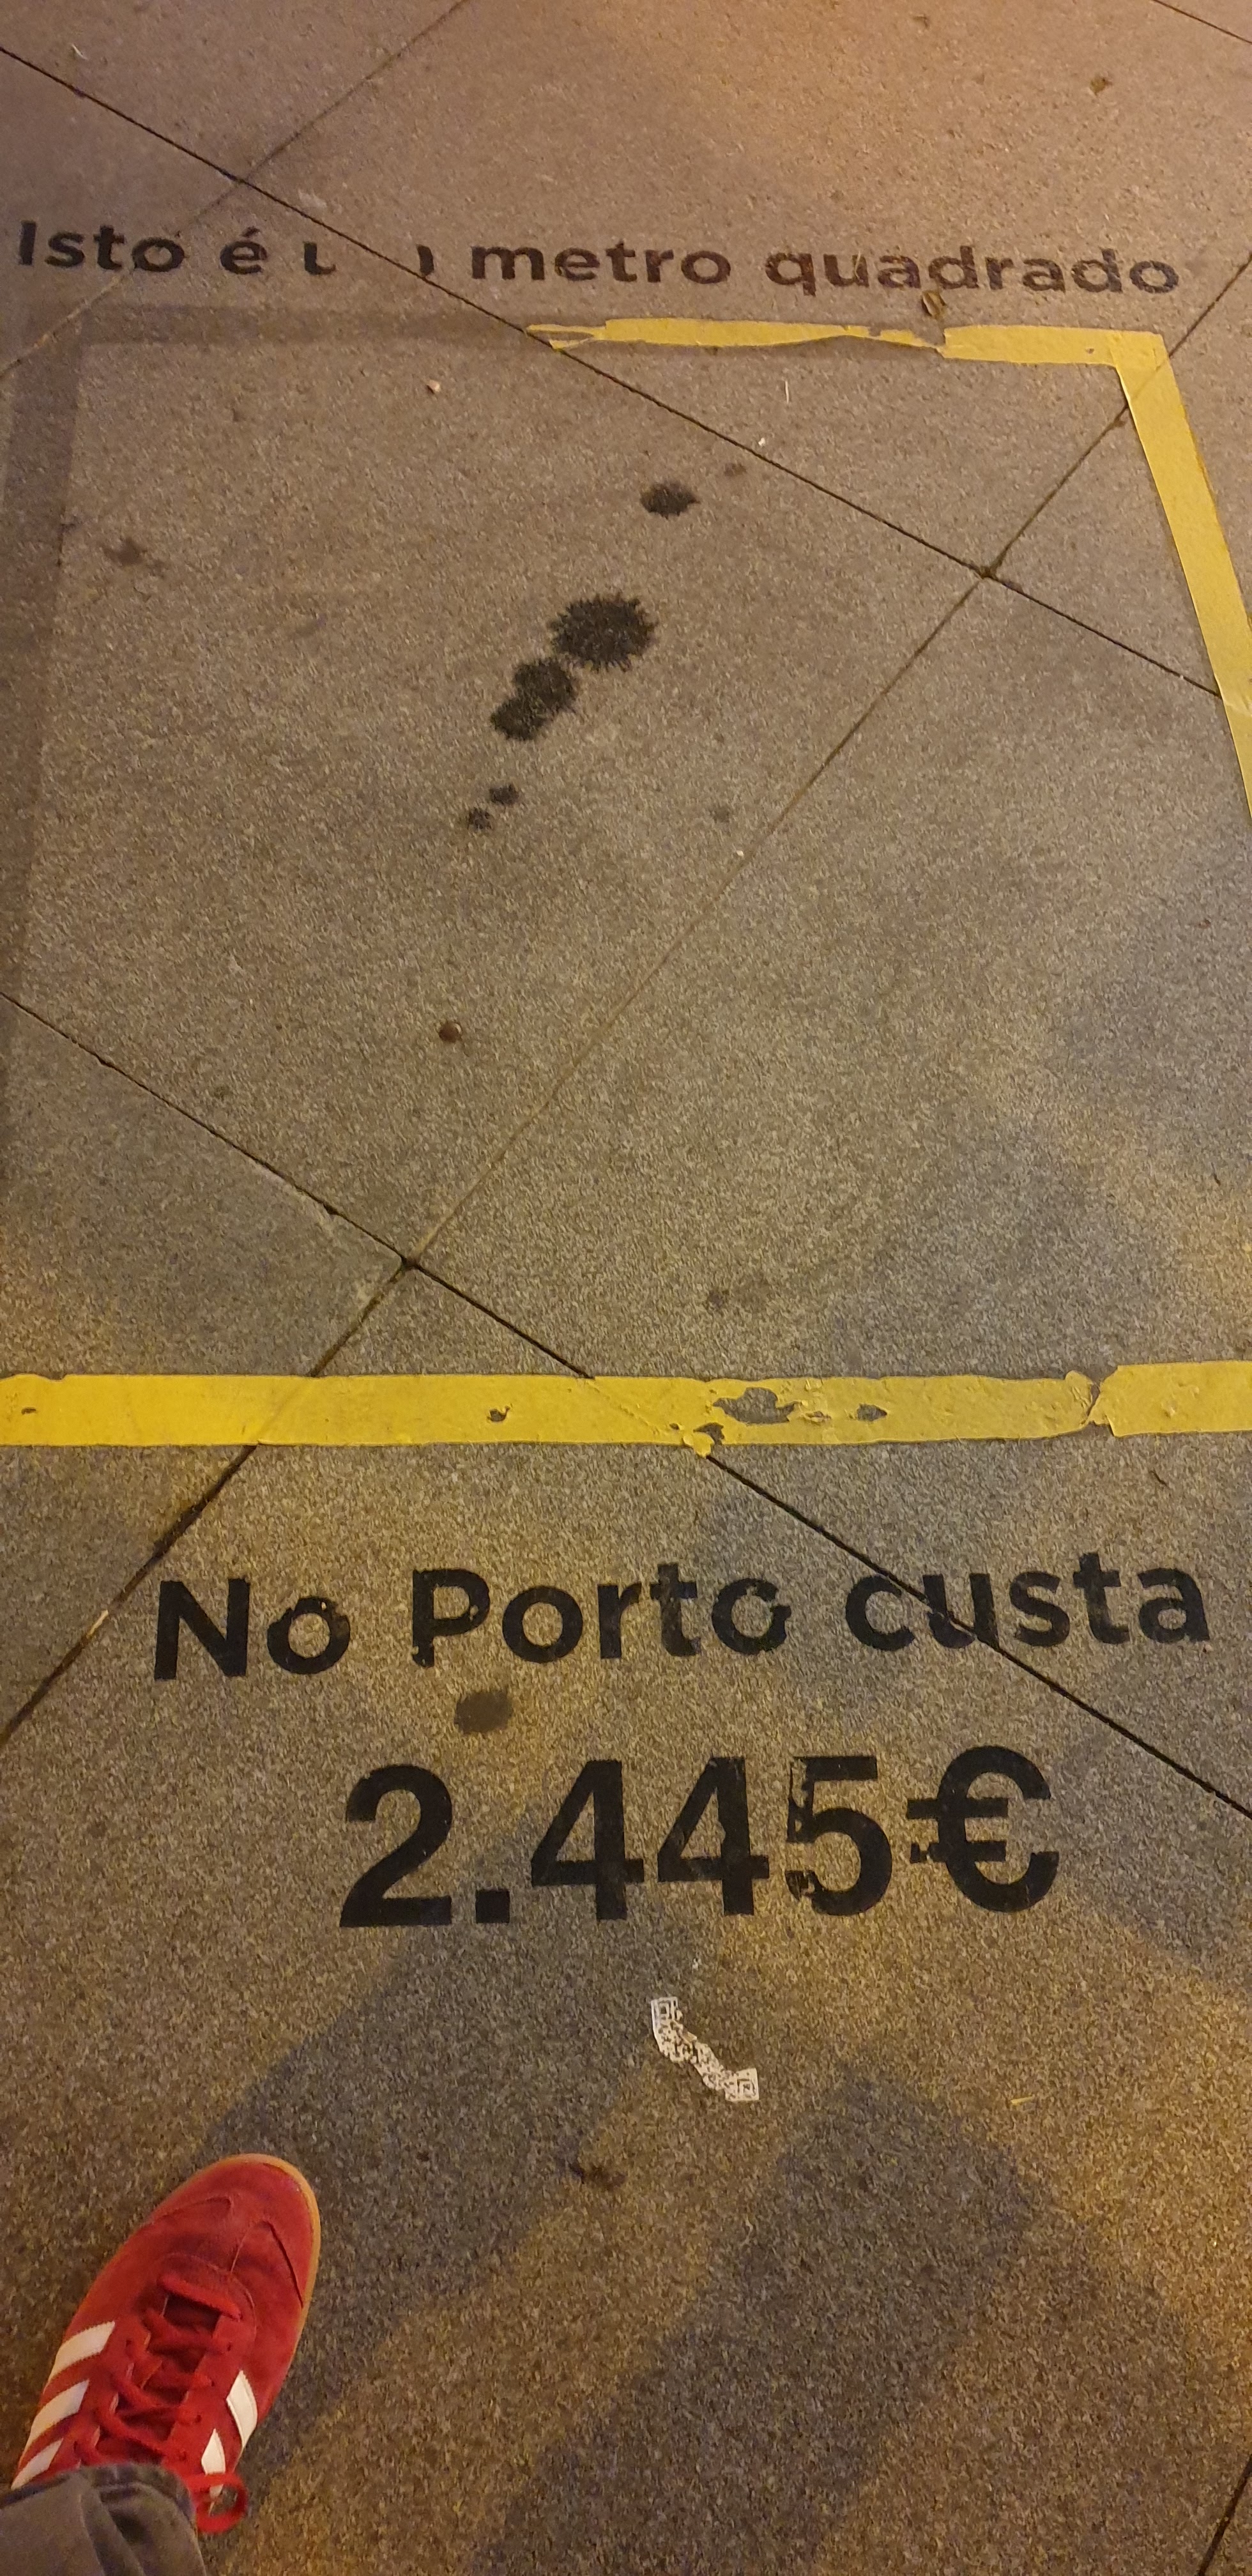 Isto é u metro quadrado
No Porto custa
2.445€